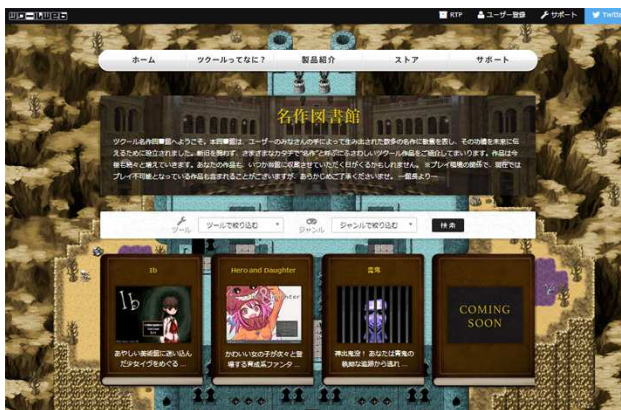 RTP ユーザー登録 サポート Twitter
ホーム ツクールってなに? 製品紹介 ストア サポート
名作図書館
ツクール名作図書館へようこそ。本図書館は、ユーザーのみなさんの手によって生み出された数多の名作に敬意を表し、その功績を未来に伝
えるために設立されました。新旧を問わず、さまざまなカタチで"名作"と呼ぶにふさわしいツクール作品をご紹介してまいります。作品は今
後も続々と増えていきます。あなたの作品も、いつか当館に収蔵させていただく日がくるかもしれません。 ※プレイ環境の関係で、現在では
プレイ不可能となっている作品も含まれることがございますが、あらかじめご了承くださいませ。 ー館長よりー
ツール ツールで絞り込む ジャンル ジャンルで絞り込む 検索
Ib
Ib
あやしい美術館に迷い込ん
だ少女イヴをめぐる ...
Hero and Daughter
かわいい女の子が次々と登
場する育成系ファンタ ...
青鬼
神出鬼没! あなたは青鬼の
執拗な追跡から逃れ ...
COMING
SOON